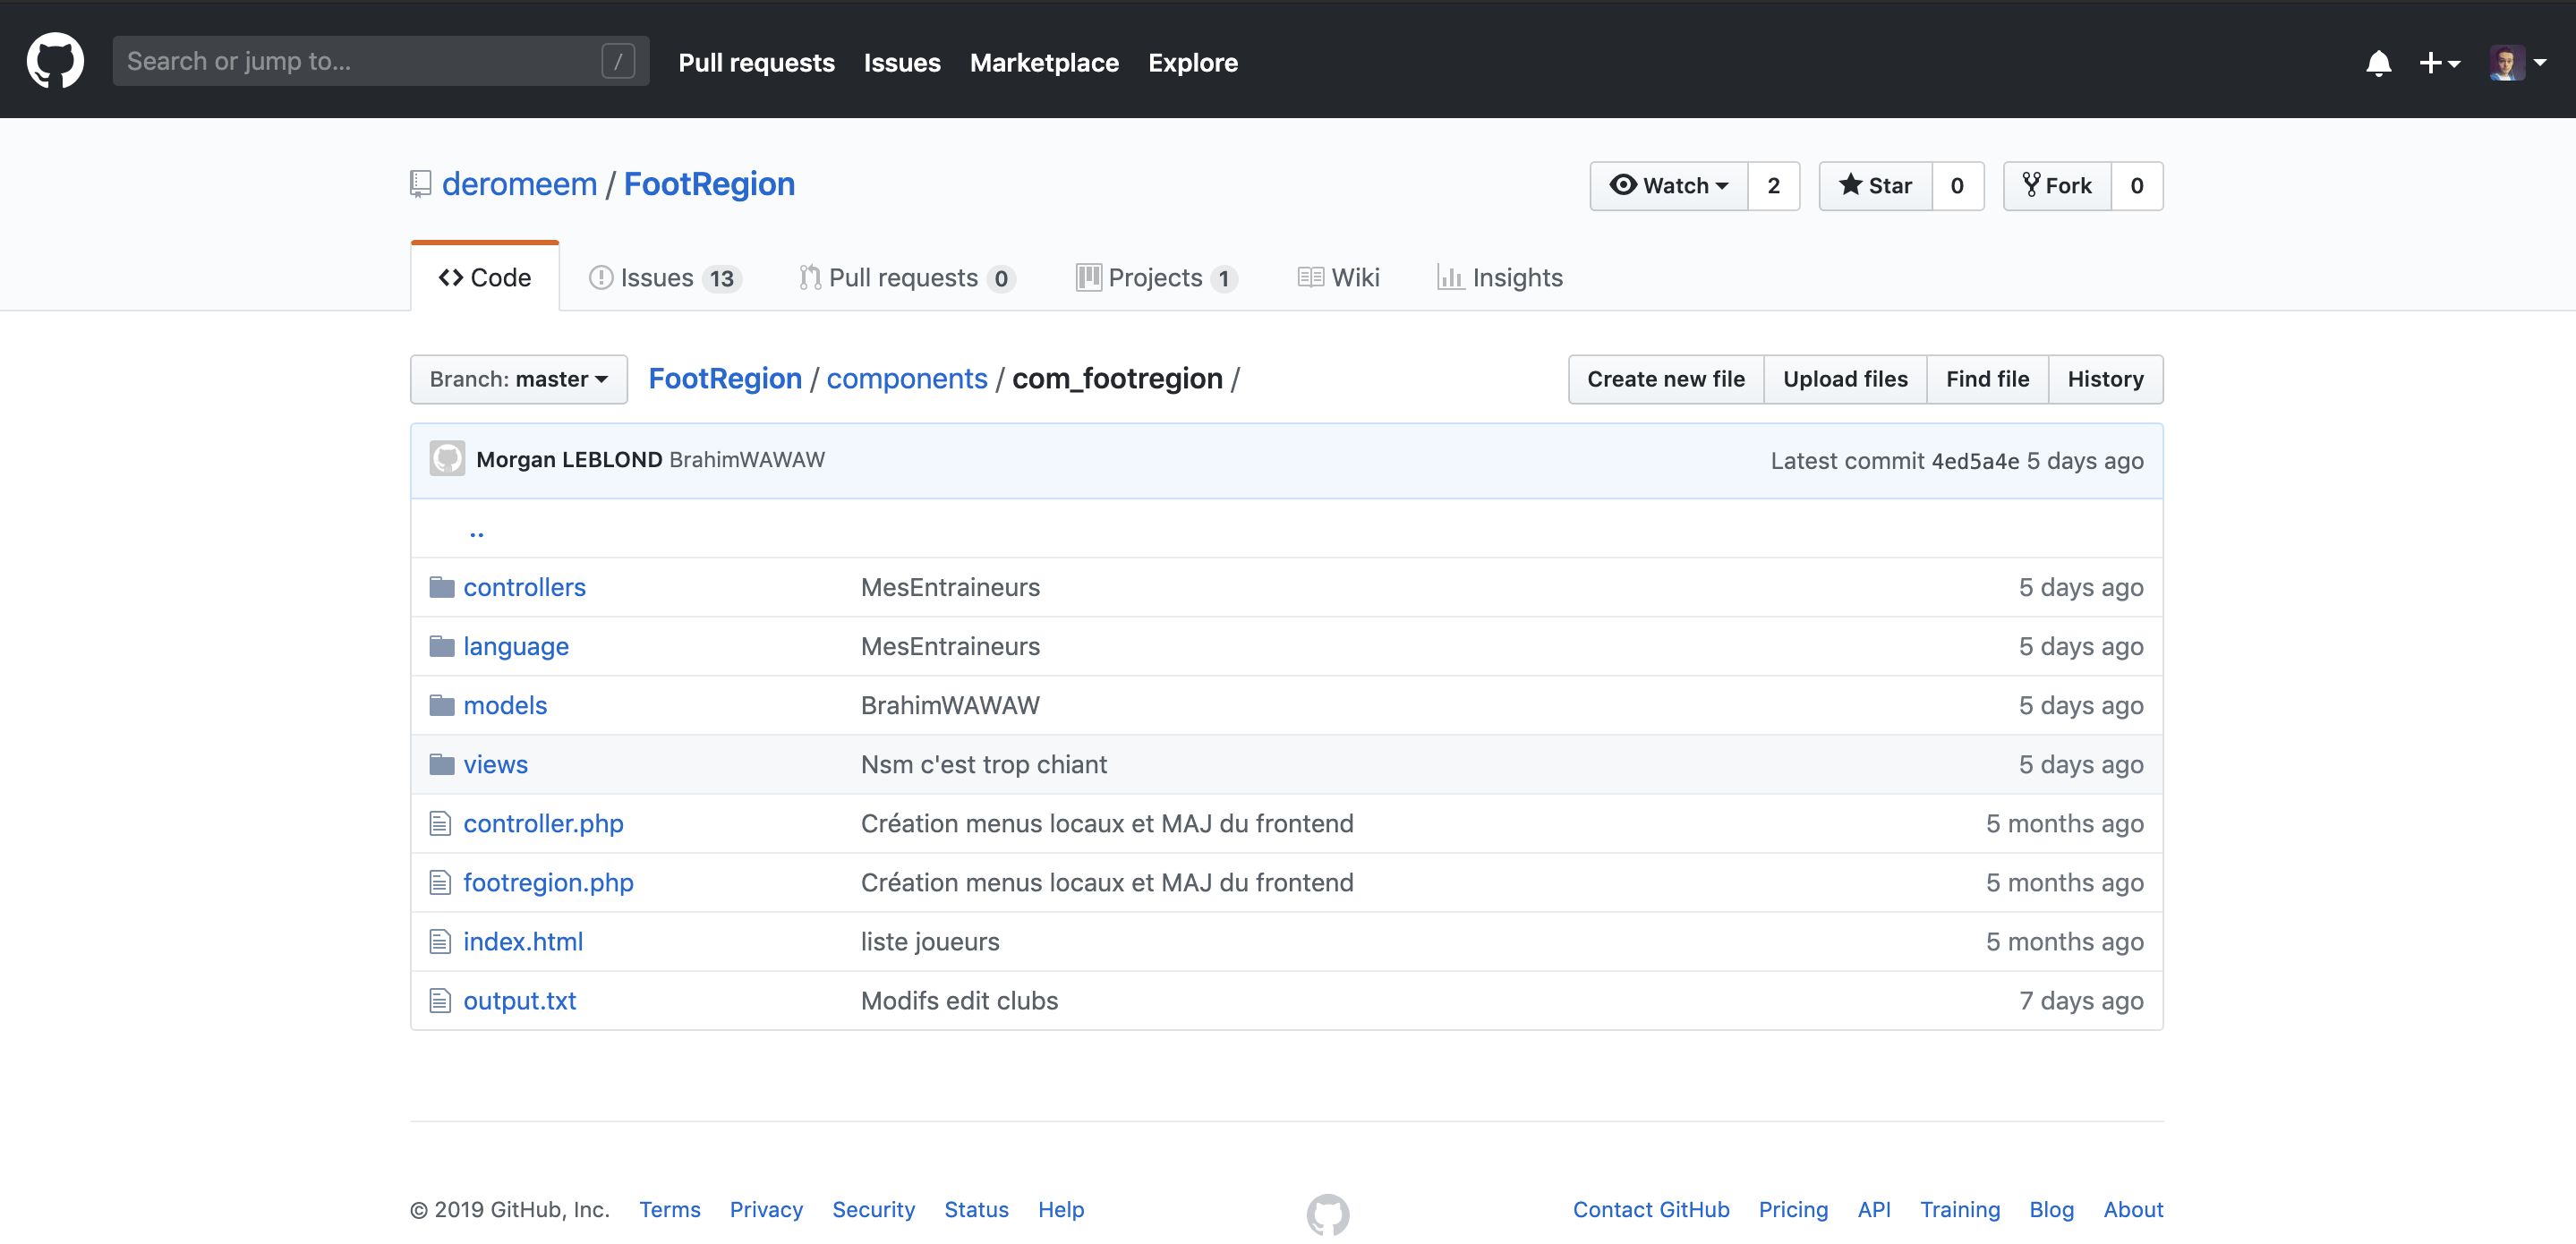 Search or jump to... /
Pull requests Issues Marketplace Explore
deromeem / FootRegion
Watch 2 Star 0 Fork 0
Code Issues 13 Pull requests 0 Projects 1 Wiki Insights
Branch: master FootRegion / components / com_footregion / Create new file Upload files Find file History
Morgan LEBLOND BrahimWAWAW Latest commit 4ed5a4e 5 days ago
..
controllers MesEntraineurs 5 days ago
language MesEntraineurs 5 days ago
models BrahimWAWAW 5 days ago
views Nsm c'est trop chiant 5 days ago
controller.php Création menus locaux et MAJ du frontend 5 months ago
footregion.php Création menus locaux et MAJ du frontend 5 months ago
index.html liste joueurs 5 months ago
output.txt Modifs edit clubs 7 days ago
© 2019 GitHub, Inc. Terms Privacy Security Status Help Contact GitHub Pricing API Training Blog About